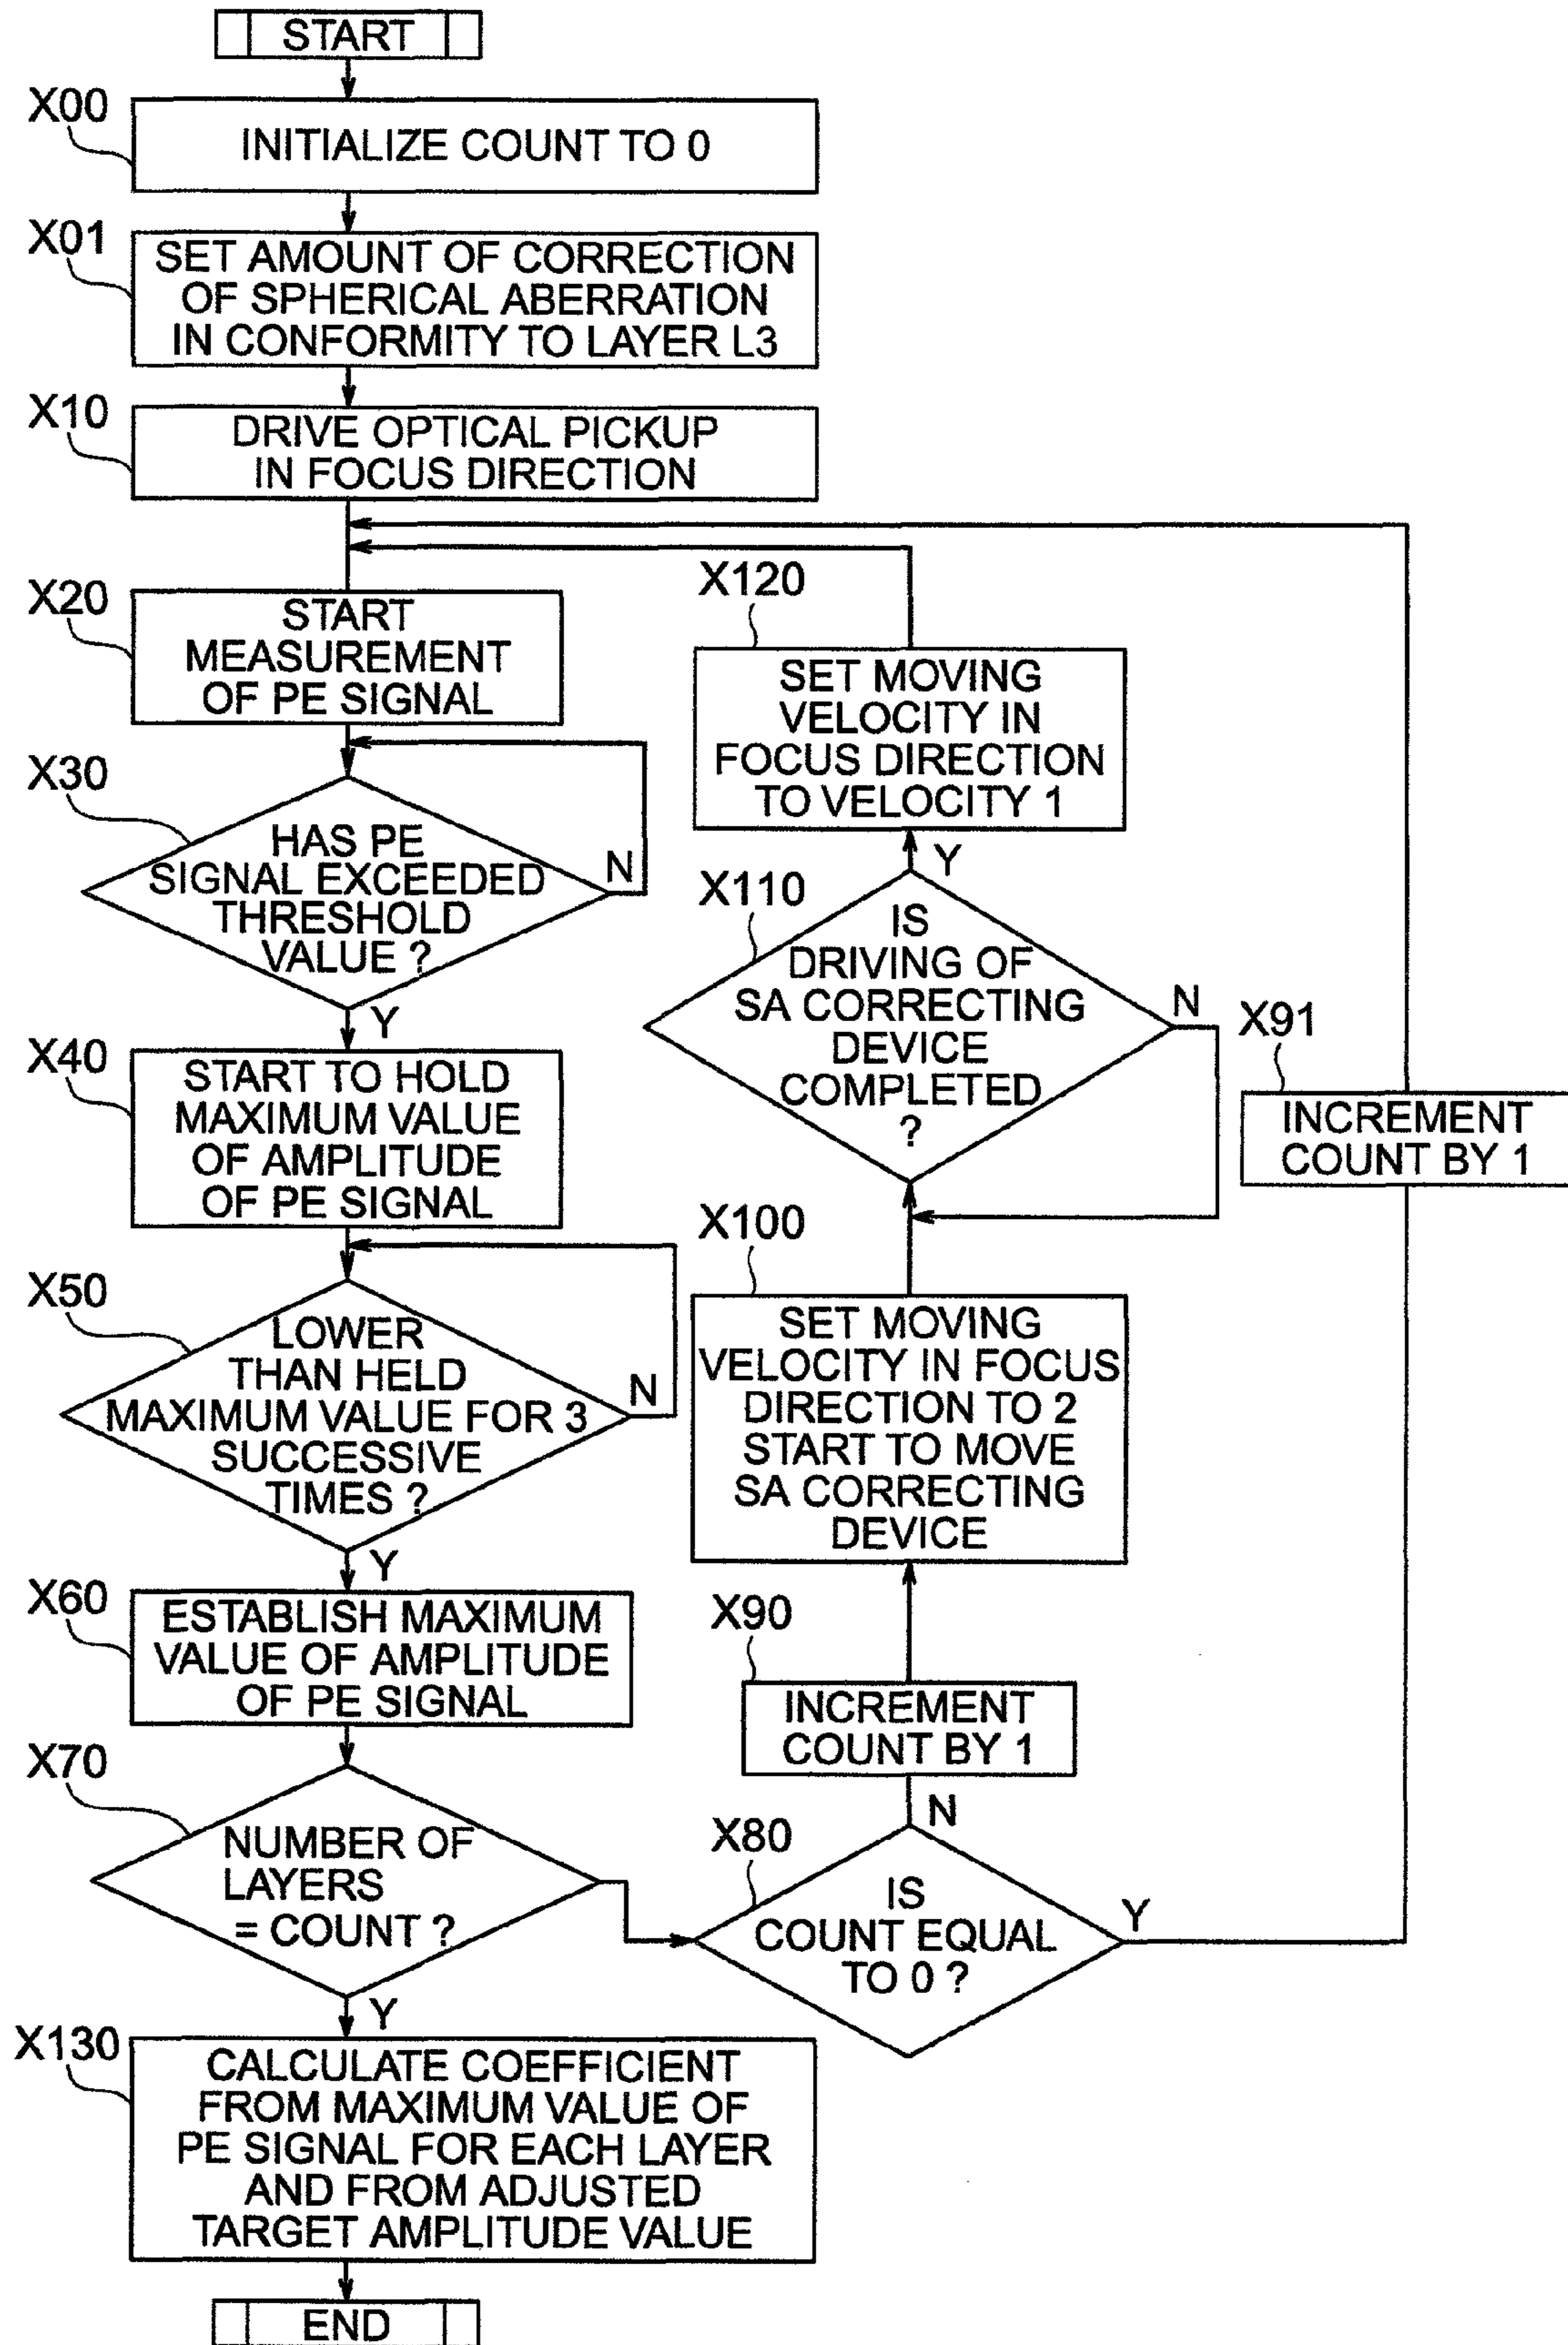 START
X00
INITIALIZE COUNT TO 0
X01
SET AMOUNT OF CORRECTION
OF SPHERICAL ABERRATION
IN CONFORMITY TO LAYER L3
X10
DRIVE OPTICAL PICKUP
IN FOCUS DIRECTION
X20
START
MEASUREMENT
OF PE SIGNAL
X30
HAS PE
SIGNAL EXCEEDED
THRESHOLD
VALUE ?
N
Y
X40
START TO HOLD
MAXIMUM VALUE
OF AMPLITUDE
OF PE SIGNAL
X50
LOWER
THAN HELD
MAXIMUM VALUE FOR 3
SUCCESSIVE
TIMES ?
N
Y
X60
ESTABLISH MAXIMUM
VALUE OF AMPLITUDE
OF PE SIGNAL
X70
NUMBER OF
LAYERS
= COUNT ?
Y
X130
CALCULATE COEFFICIENT
FROM MAXIMUM VALUE OF
PE SIGNAL FOR EACH LAYER
AND FROM ADJUSTED
TARGET AMPLITUDE VALUE
END
X120
SET MOVING
VELOCITY IN
FOCUS DIRECTION
TO VELOCITY 1
Y
X110
IS
DRIVING OF
SA CORRECTING
DEVICE
COMPLETED
?
N
X100
SET MOVING
VELOCITY IN FOCUS
DIRECTION TO 2
START TO MOVE
SA CORRECTING
DEVICE
X90
INCREMENT
COUNT BY 1
N
X80
IS
COUNT EQUAL
TO 0 ?
Y
X91
INCREMENT
COUNT BY 1